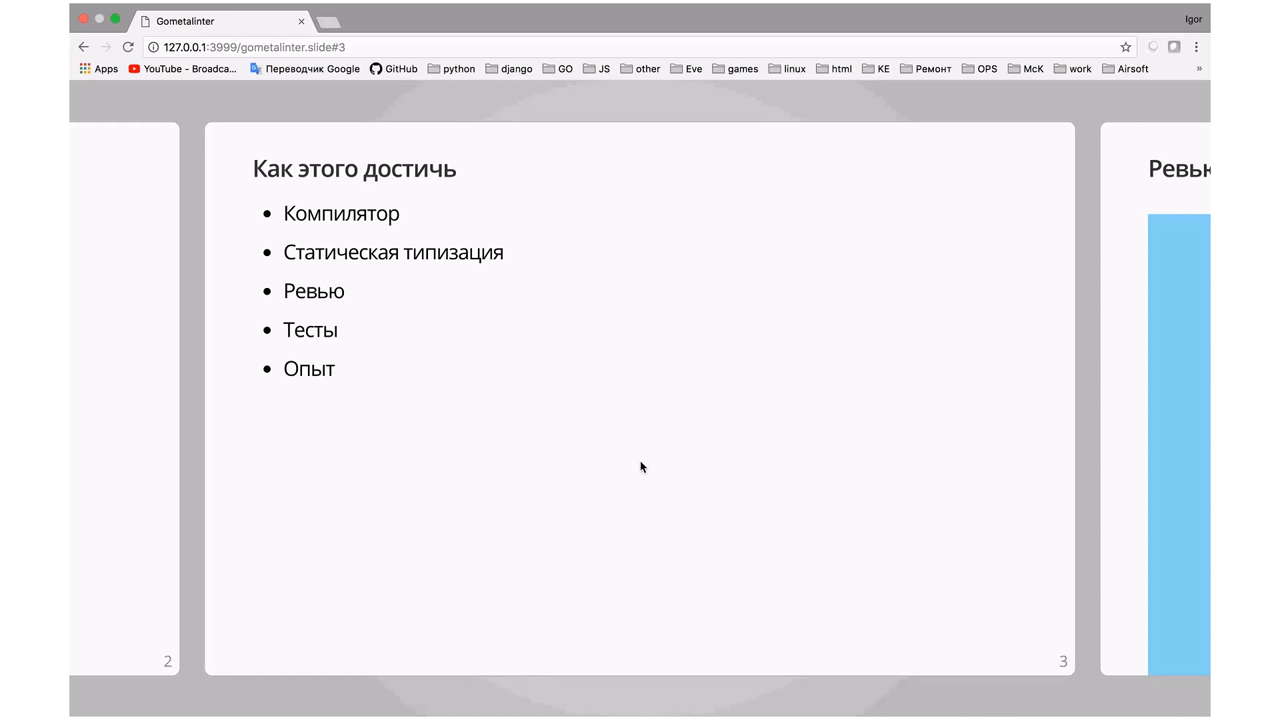 Gometalinter
Igor
127.0.0.1:3999/gometalinter.slide#3
Apps YouTube - Broadca... Переводчик Google GitHub python django GO JS other Eve games linux html KE Ремонт OPS McK work Airsoft »
Как этого достичь
Ревью
• Компилятор
• Статическая типизация
• Ревью
• Тесты
• Опыт
2
3